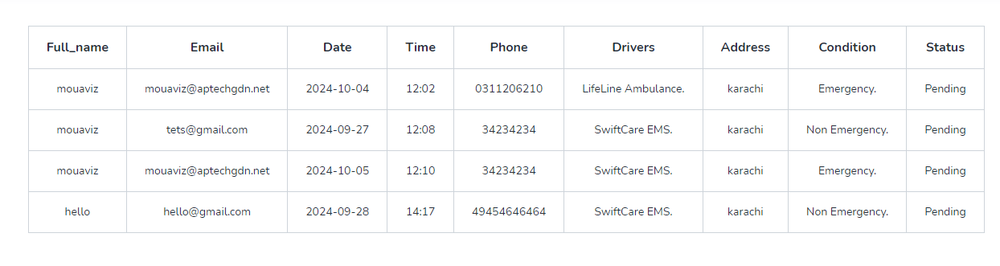 Full_name Email Date Time Phone Drivers Address Condition Status
mouaviz mouaviz@aptechgdn.net 2024-10-04 12:02 0311206210 LifeLine Ambulance. karachi Emergency. Pending
mouaviz tets@gmail.com 2024-09-27 12:08 34234234 SwiftCare EMS. karachi Non Emergency. Pending
mouaviz mouaviz@aptechgdn.net 2024-10-05 12:10 34234234 SwiftCare EMS. karachi Emergency. Pending
hello hello@gmail.com 2024-09-28 14:17 49454646464 SwiftCare EMS. karachi Non Emergency. Pending